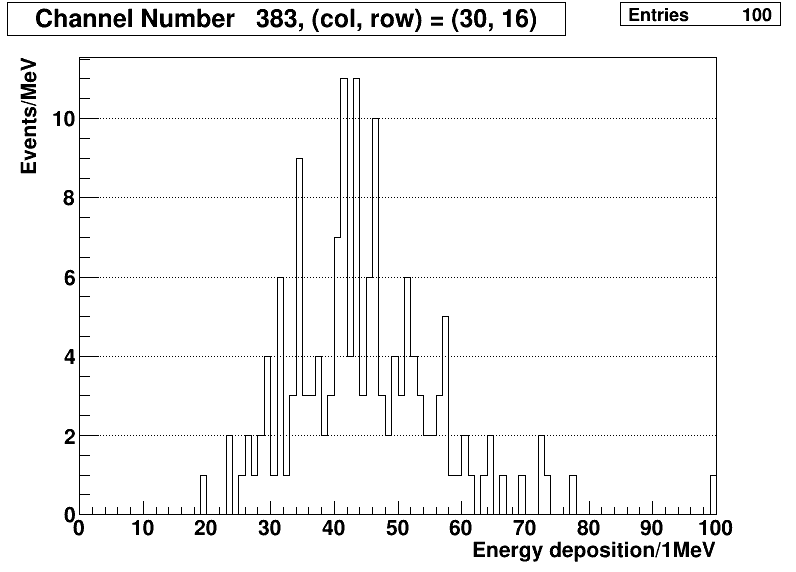 Channel Number 383, (col, row) = (30, 16)
Entries 100
Events/MeV
10
8
6
4
2
0
0 10 20 30 40 50 60 70 80 90 100
Energy deposition/1MeV